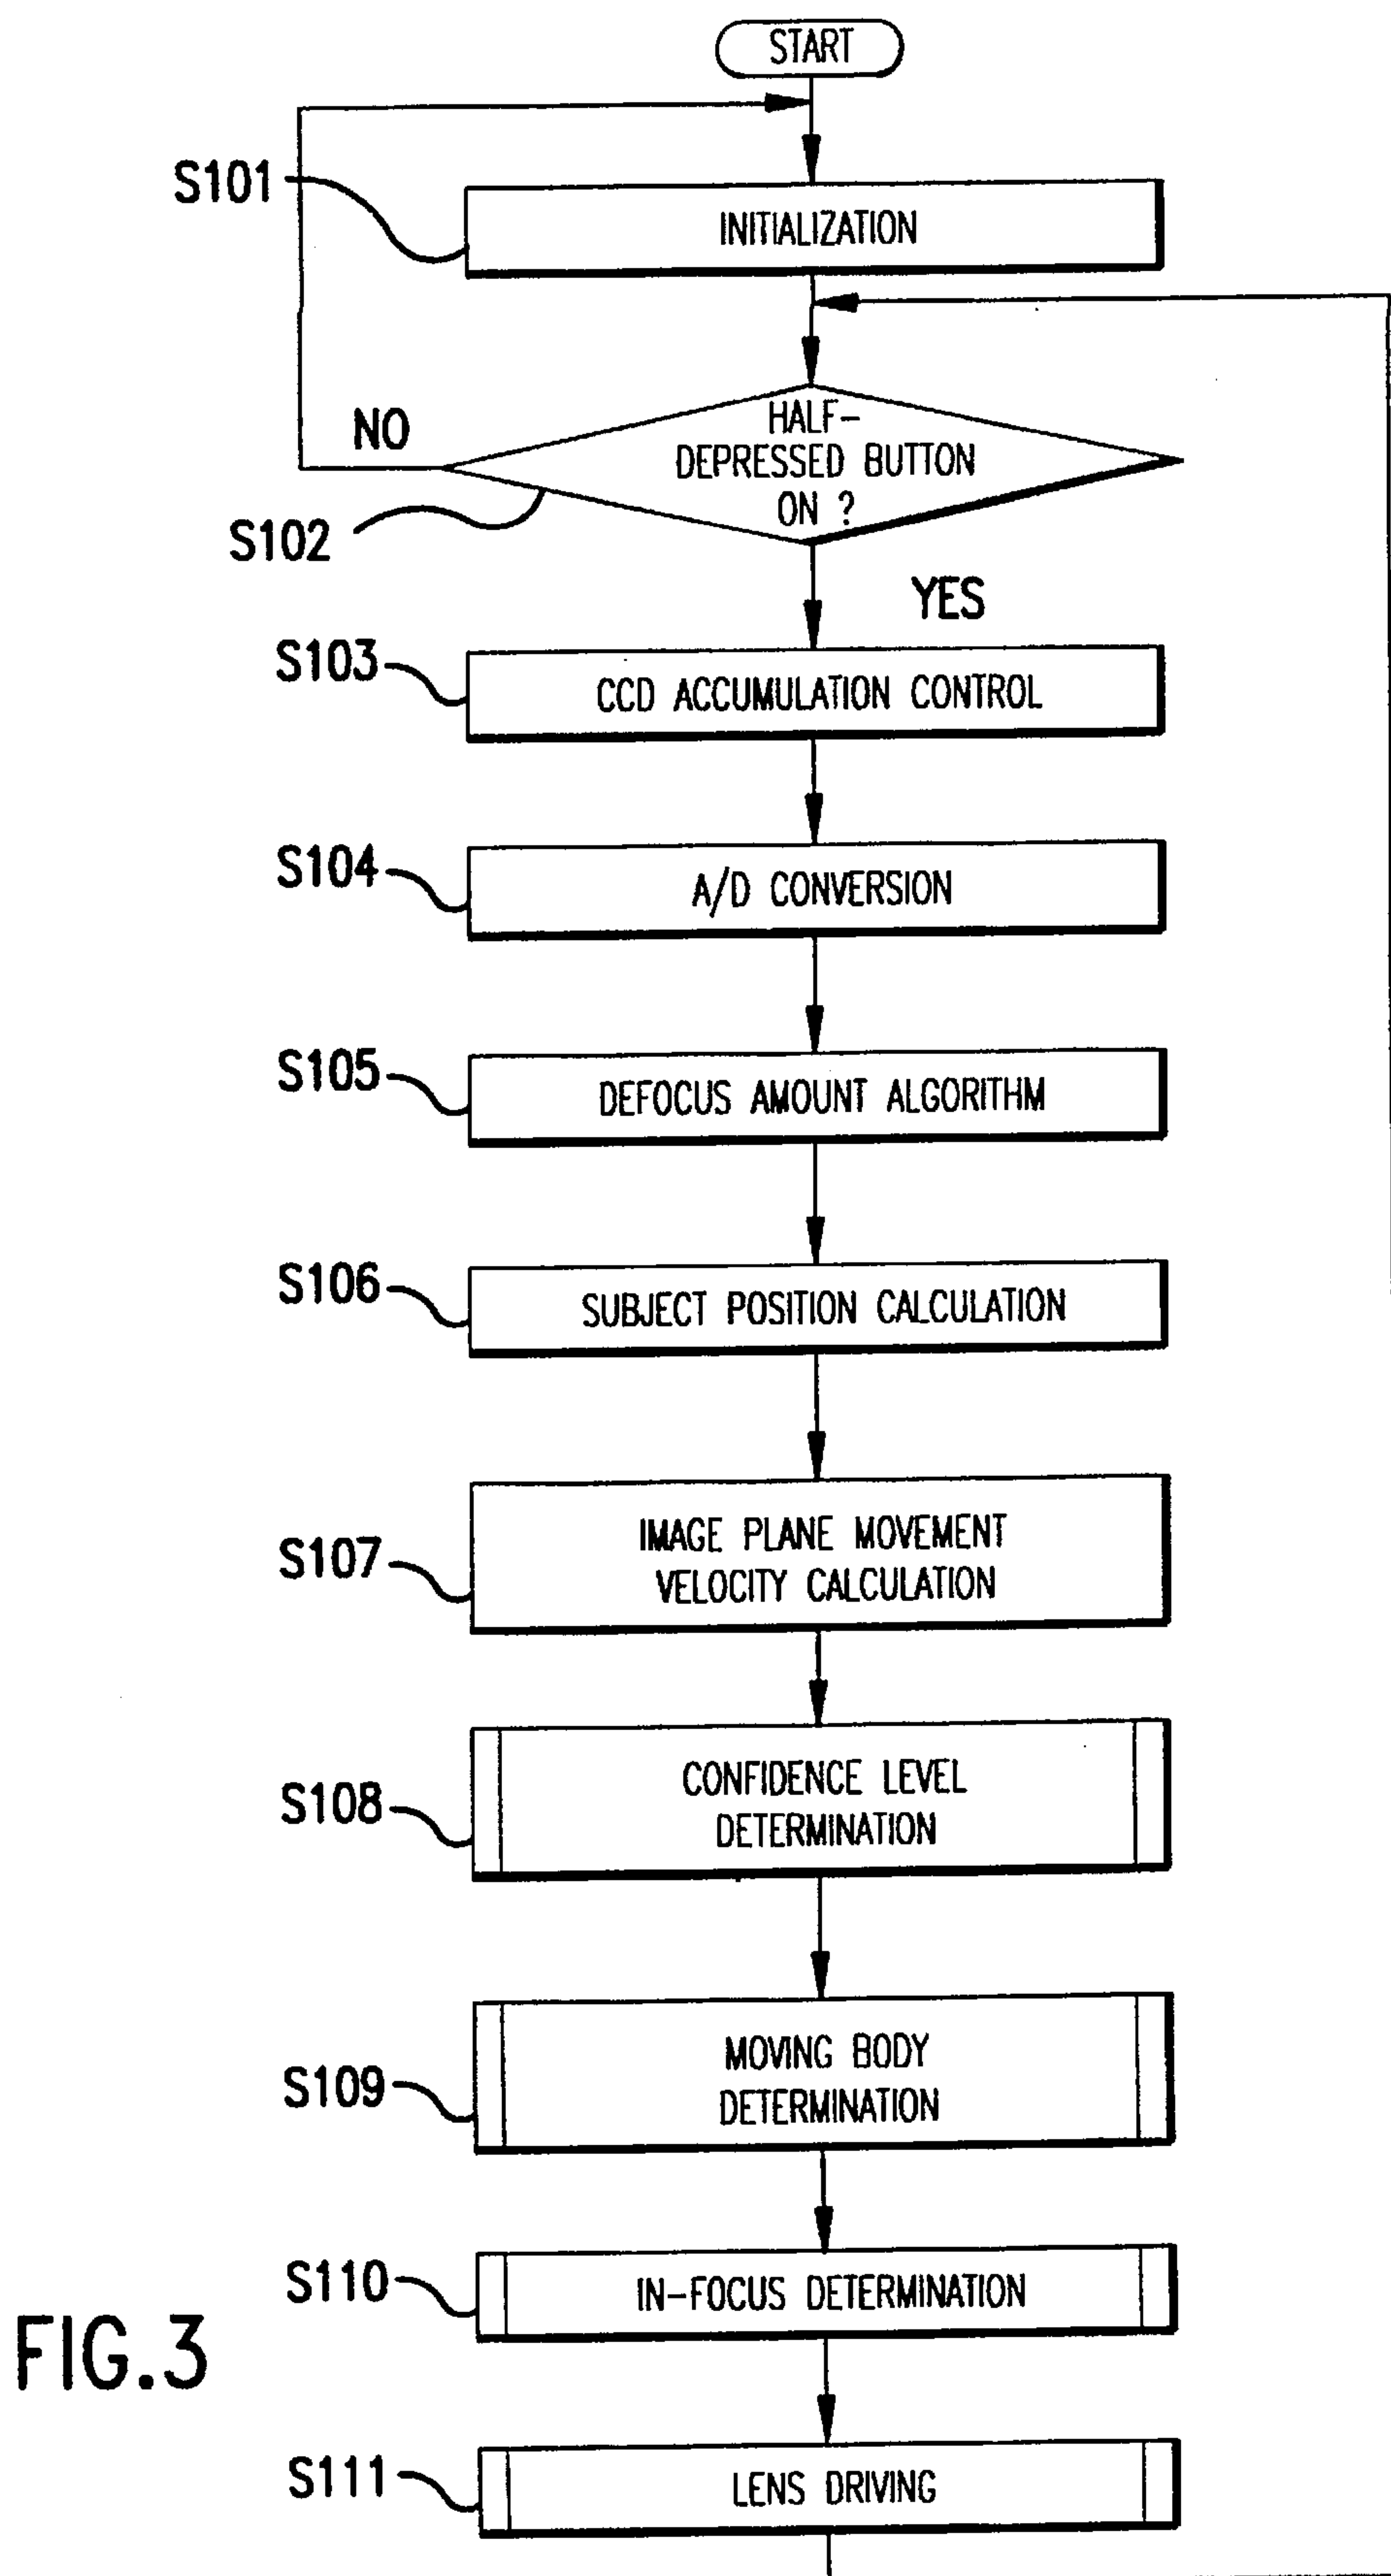 START
S101
INITIALIZATION
NO
HALF-
DEPRESSED BUTTON
ON ?
S102
YES
S103
CCD ACCUMULATION CONTROL
S104
A/D CONVERSION
S105
DEFOCUS AMOUNT ALGORITHM
S106
SUBJECT POSITION CALCULATION
S107
IMAGE PLANE MOVEMENT
VELOCITY CALCULATION
S108
CONFIDENCE LEVEL
DETERMINATION
S109
MOVING BODY
DETERMINATION
S110
IN-FOCUS DETERMINATION
FIG.3
S111
LENS DRIVING